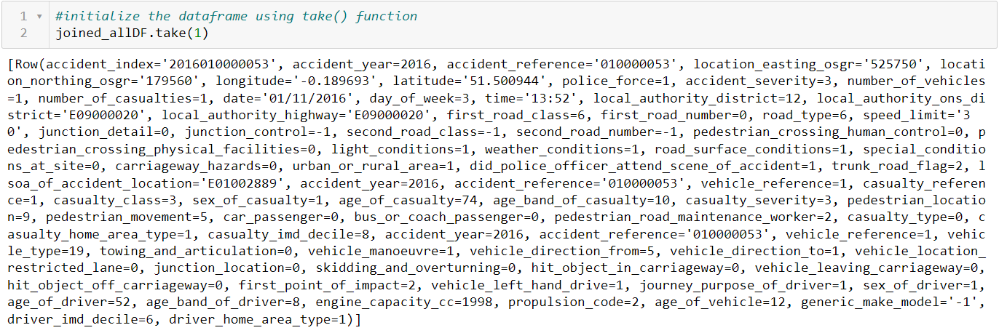 1 #initialize the dataframe using take() function
2 joined_allDF.take(1)
[Row(accident_index='2016010000053', accident_year=2016, accident_reference='010000053', location_easting_osgr='525750', locati
on_northing_osgr='179560', longitude='-0.189693', latitude='51.500944', police_force=1, accident_severity=3, number_of_vehicles
=1, number_of_casualties=1, date='01/11/2016', day_of_week=3, time='13:52', local_authority_district=12, local_authority_ons_di
strict='E09000020', local_authority_highway='E09000020', first_road_class=6, first_road_number=0, road_type=6, speed_limit='3
0', junction_detail=0, junction_control=-1, second_road_class=-1, second_road_number=-1, pedestrian_crossing_human_control=0, p
edestrian_crossing_physical_facilities=0, light_conditions=1, weather_conditions=1, road_surface_conditions=1, special_conditio
ns_at_site=0, carriageway_hazards=0, urban_or_rural_area=1, did_police_officer_attend_scene_of_accident=1, trunk_road_flag=2, l
soa_of_accident_location='E01002889', accident_year=2016, accident_reference='010000053', vehicle_reference=1, casualty_referen
ce=1, casualty_class=3, sex_of_casualty=1, age_of_casualty=74, age_band_of_casualty=10, casualty_severity=3, pedestrian_locatio
n=9, pedestrian_movement=5, car_passenger=0, bus_or_coach_passenger=0, pedestrian_road_maintenance_worker=2, casualty_type=0, c
asualty_home_area_type=1, casualty_imd_decile=8, accident_year=2016, accident_reference='010000053', vehicle_reference=1, vehic
le_type=19, towing_and_articulation=0, vehicle_manoeuvre=1, vehicle_direction_from=5, vehicle_direction_to=1, vehicle_location_
restricted_lane=0, junction_location=0, skidding_and_overturning=0, hit_object_in_carriageway=0, vehicle_leaving_carriageway=0,
hit_object_off_carriageway=0, first_point_of_impact=2, vehicle_left_hand_drive=1, journey_purpose_of_driver=1, sex_of_driver=1,
age_of_driver=52, age_band_of_driver=8, engine_capacity_cc=1998, propulsion_code=2, age_of_vehicle=12, generic_make_model='-1',
driver_imd_decile=6, driver_home_area_type=1)]